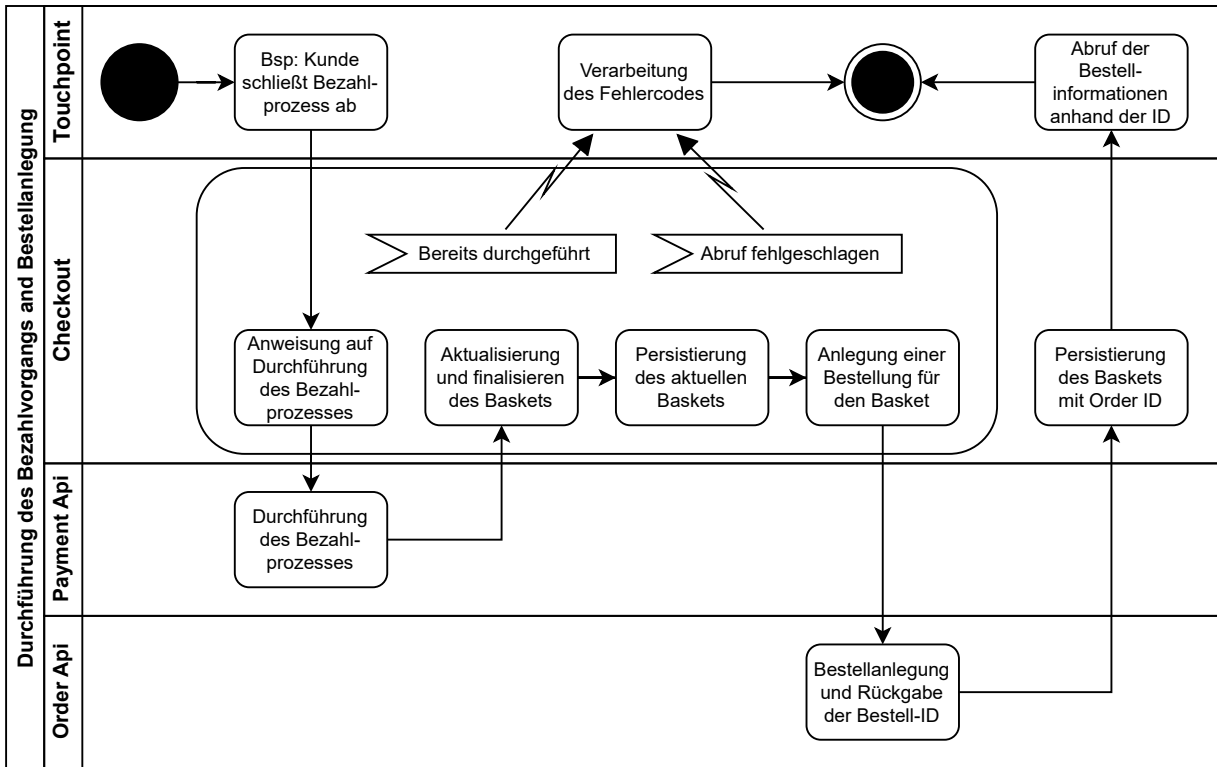 Durchführung des Bezahlvorgangs and Bestellanlegung
Touchpoint
Bsp: Kunde
schließt Bezahl-
prozess ab
Verarbeitung
des Fehlercodes
Abruf der
Bestell-
informationen
anhand der ID
Checkout
Bereits durchgeführt
Abruf fehlgeschlagen
Anweisung auf
Durchführung
des Bezahl-
prozesses
Aktualisierung
und finalisieren
des Baskets
Persistierung
des aktuellen
Baskets
Anlegung einer
Bestellung für
den Basket
Persistierung
des Baskets
mit Order ID
Payment Api
Durchführung
des Bezahl-
prozesses
Order Api
Bestellanlegung
und Rückgabe
der Bestell-ID